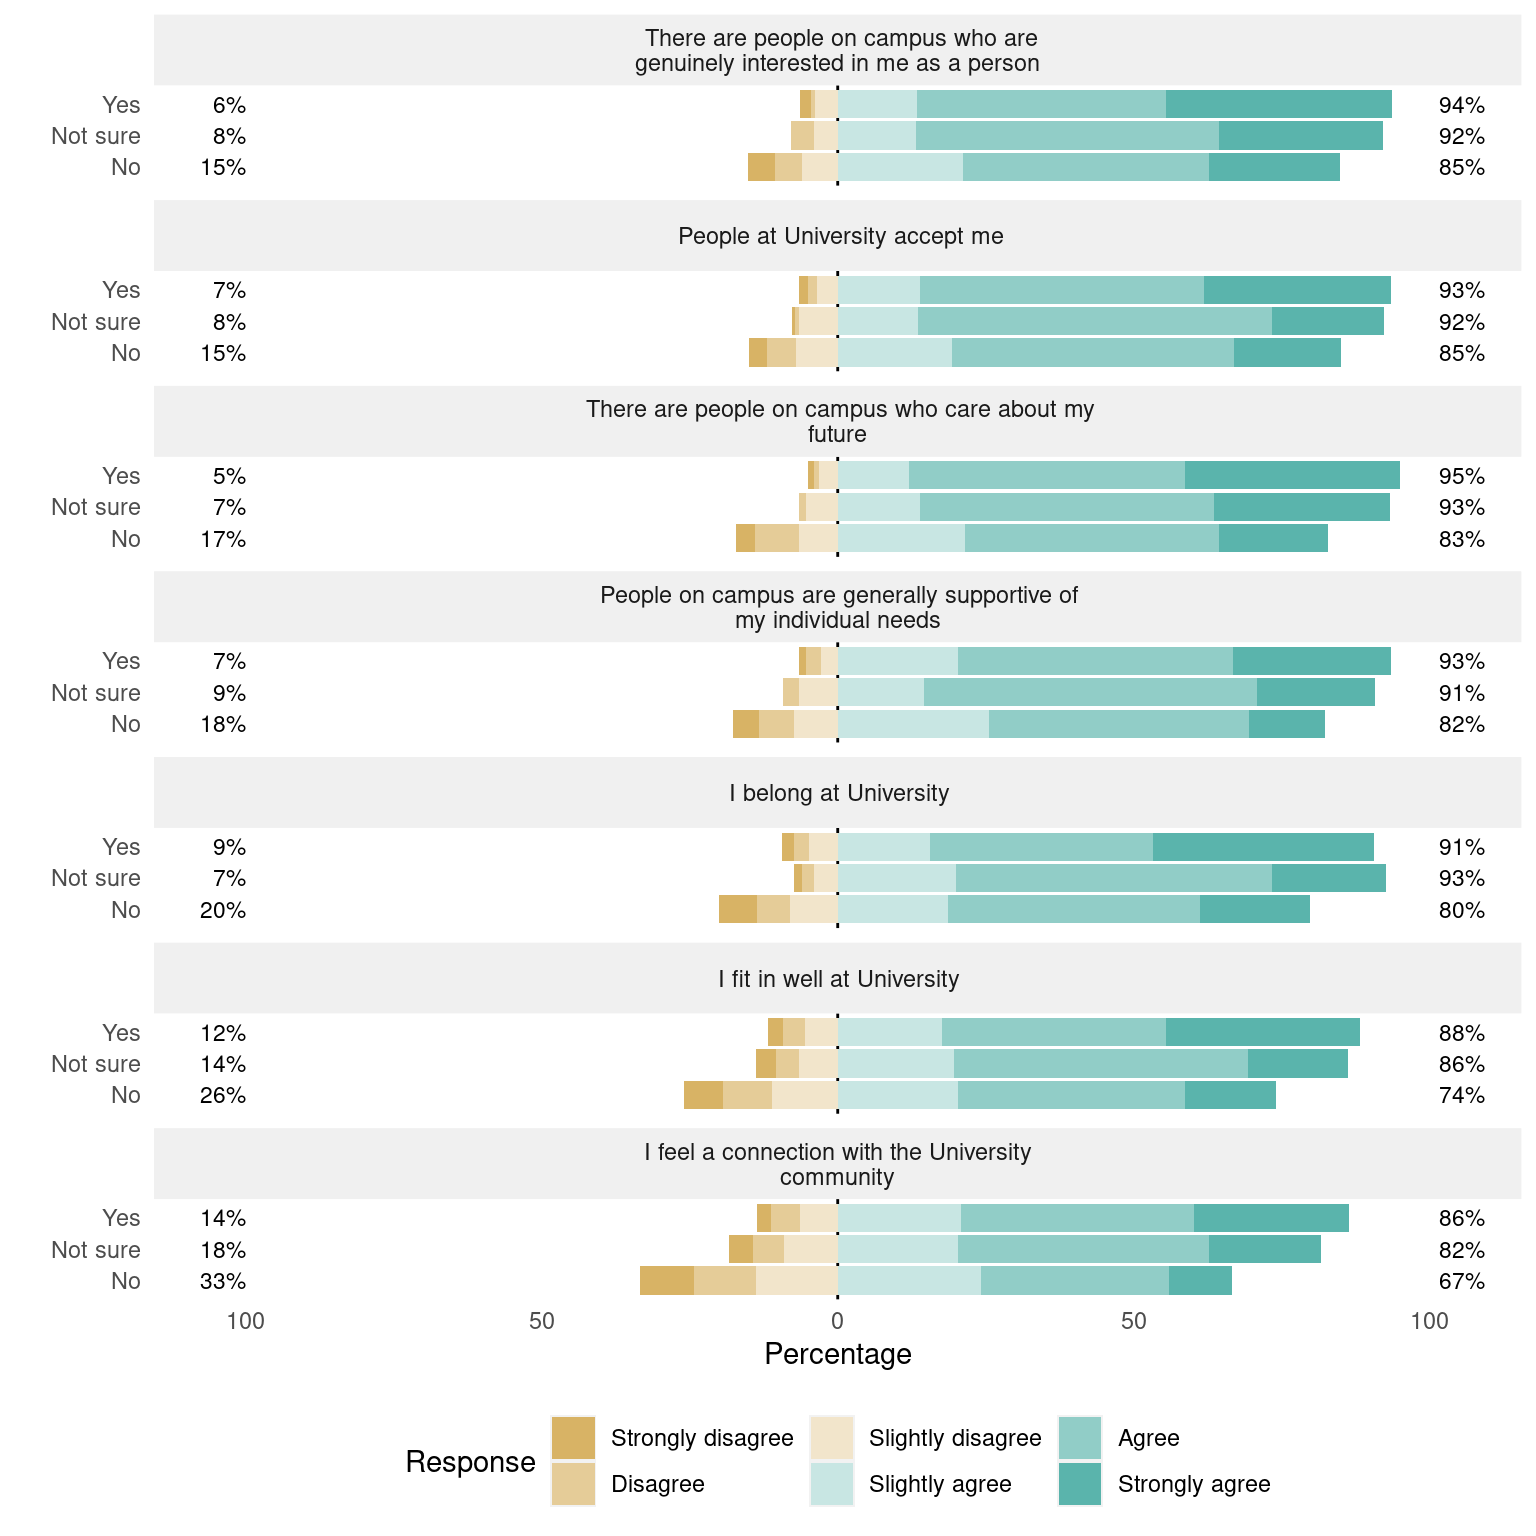 There are people on campus who are
genuinely interested in me as a person
Yes 6% 94%
Not sure 8% 92%
No 15% 85%
People at University accept me
Yes 7% 93%
Not sure 8% 92%
No 15% 85%
There are people on campus who care about my
future
Yes 5% 95%
Not sure 7% 93%
No 17% 83%
People on campus are generally supportive of
my individual needs
Yes 7% 93%
Not sure 9% 91%
No 18% 82%
I belong at University
Yes 9% 91%
Not sure 7% 93%
No 20% 80%
I fit in well at University
Yes 12% 88%
Not sure 14% 86%
No 26% 74%
I feel a connection with the University
community
Yes 14% 86%
Not sure 18% 82%
No 33% 67%
100 50 0 50 100
Percentage
Response
Strongly disagree Slightly disagree Agree
Disagree Slightly agree Strongly agree